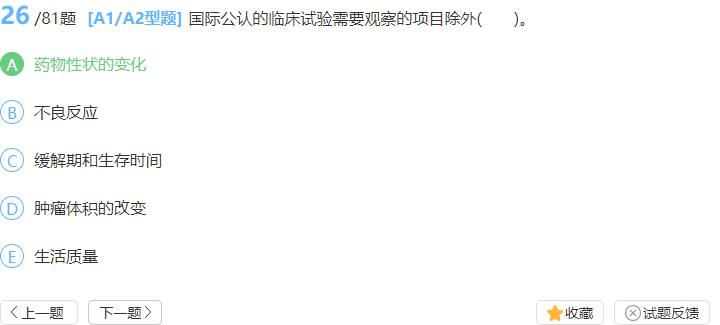 26 /81题 [A1/A2型题] 国际公认的临床试验需要观察的项目除外( )。
A 药物性状的变化
B 不良反应
C 缓解期和生存时间
D 肿瘤体积的改变
E 生活质量
上一题 下一题 收藏 试题反馈